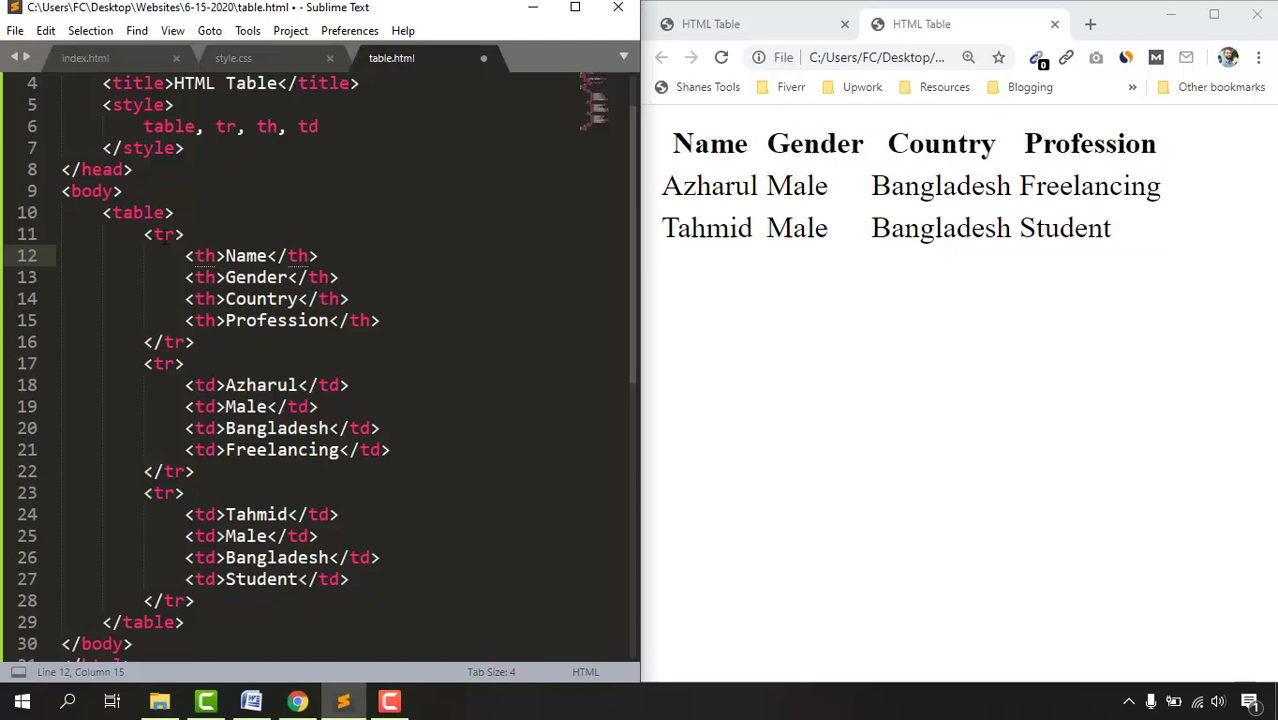 C:\Users\FC\Desktop\Websites\6-15-2020\table.html • - Sublime Text
File Edit Selection Find View Goto Tools Project Preferences Help
index.html style.css table.html
4 <title>HTML Table</title>
5 <style>
6 table, tr, th, td
7 </style>
8 </head>
9 <body>
10 <table>
11 <tr>
12 <th>Name</th>
13 <th>Gender</th>
14 <th>Country</th>
15 <th>Profession</th>
16 </tr>
17 <tr>
18 <td>Azharul</td>
19 <td>Male</td>
20 <td>Bangladesh</td>
21 <td>Freelancing</td>
22 </tr>
23 <tr>
24 <td>Tahmid</td>
25 <td>Male</td>
26 <td>Bangladesh</td>
27 <td>Student</td>
28 </tr>
29 </table>
30 </body>
Line 12, Column 15 Tab Size: 4 HTML
HTML Table HTML Table
File C:/Users/FC/Desktop/... 0 M
Shanes Tools Fiverr Upwork Resources Blogging » Other bookmarks
Name Gender Country Profession
Azharul Male Bangladesh Freelancing
Tahmid Male Bangladesh Student
1